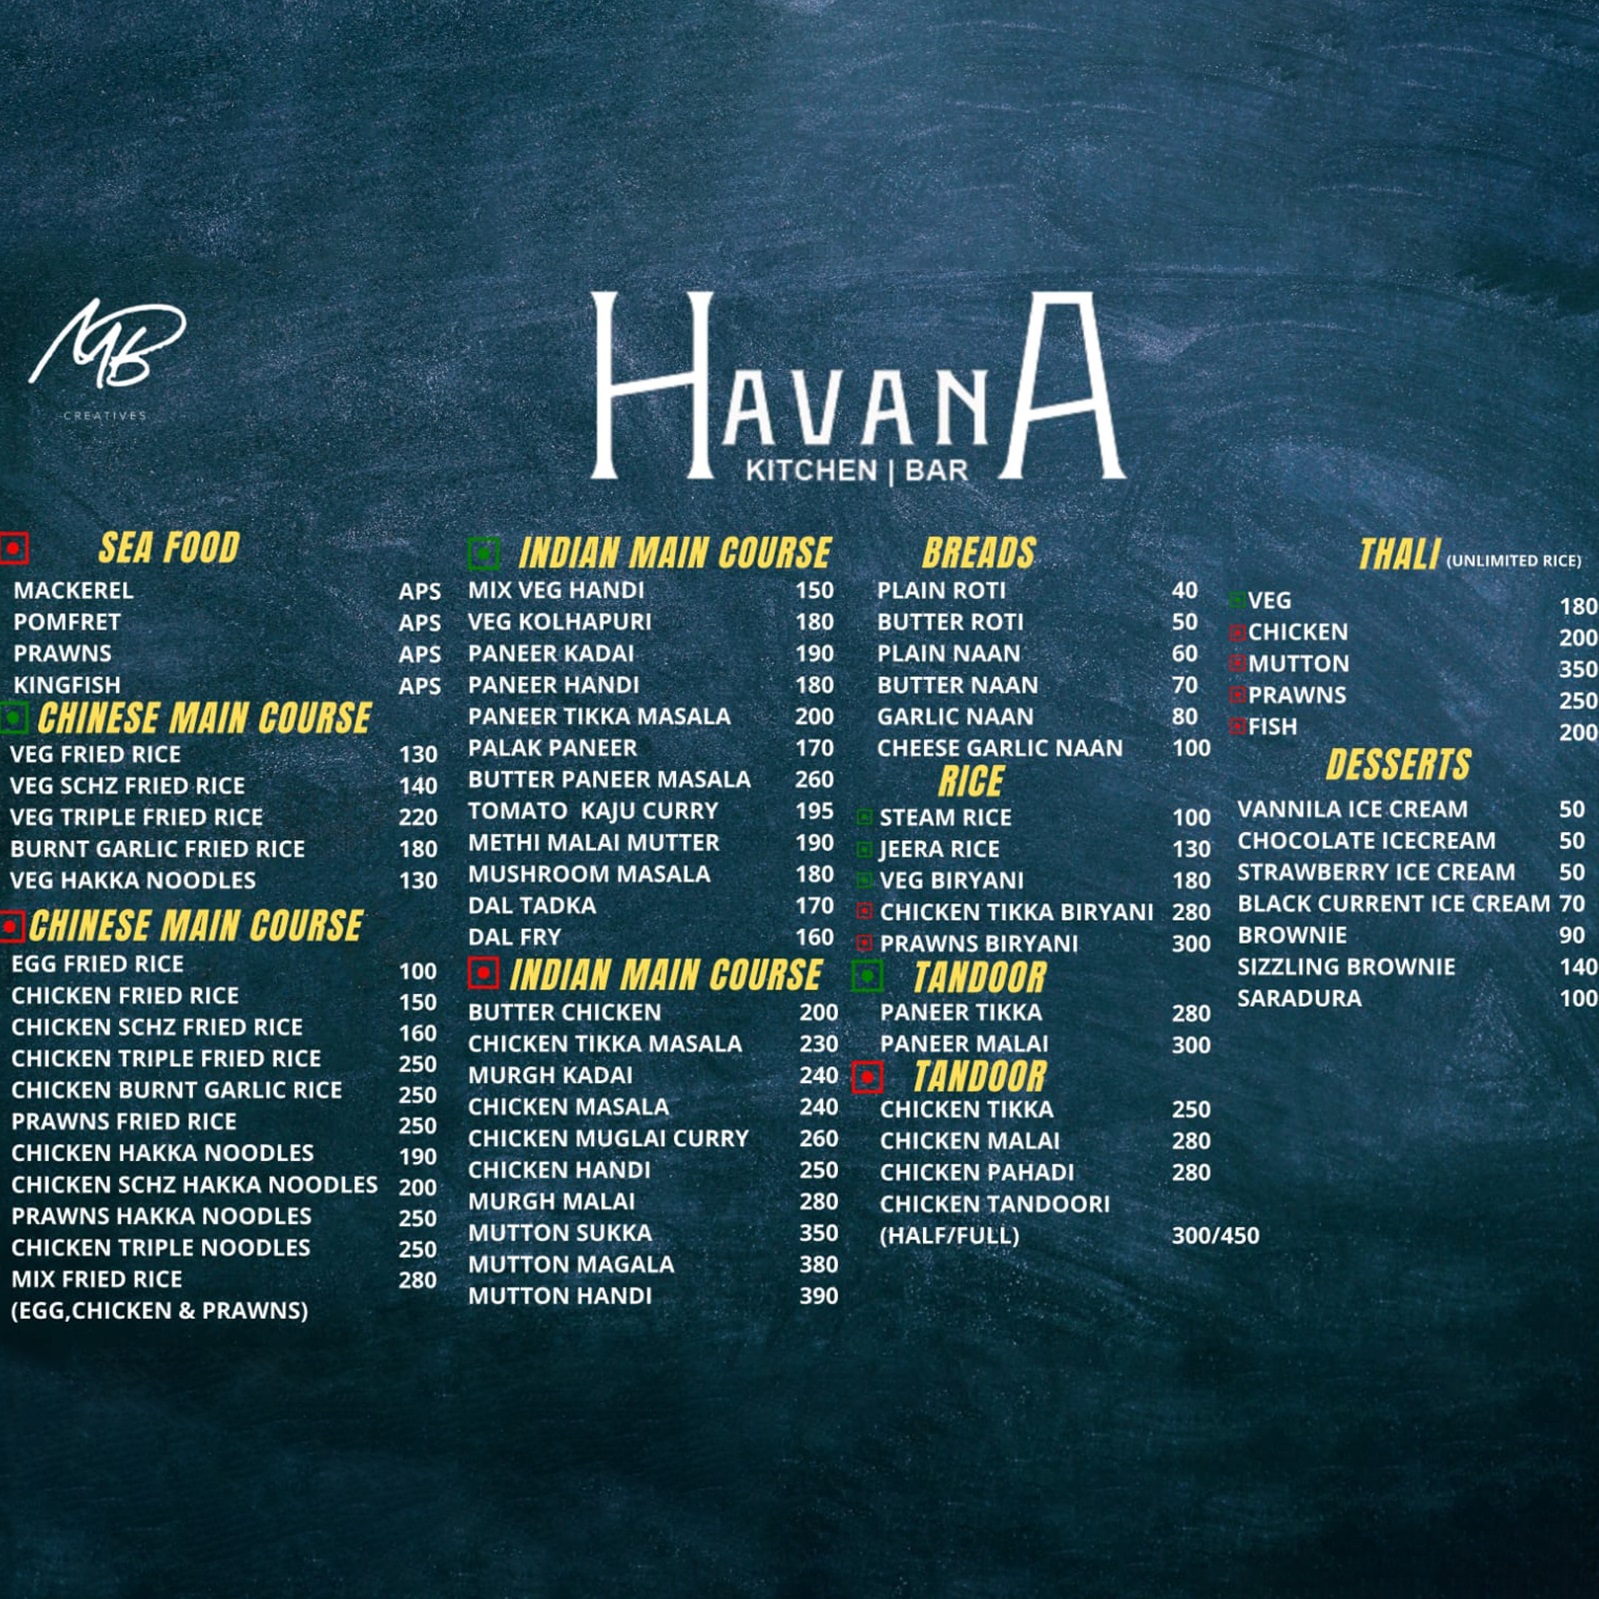 MB
CREATIVES
HAVANA
KITCHEN | BAR
SEA FOOD
MACKEREL APS
POMFRET APS
PRAWNS APS
KINGFISH APS
CHINESE MAIN COURSE
VEG FRIED RICE 130
VEG SCHZ FRIED RICE 140
VEG TRIPLE FRIED RICE 220
BURNT GARLIC FRIED RICE 180
VEG HAKKA NOODLES 130
CHINESE MAIN COURSE
EGG FRIED RICE 100
CHICKEN FRIED RICE 150
CHICKEN SCHZ FRIED RICE 160
CHICKEN TRIPLE FRIED RICE 250
CHICKEN BURNT GARLIC RICE 250
PRAWNS FRIED RICE 250
CHICKEN HAKKA NOODLES 190
CHICKEN SCHZ HAKKA NOODLES 200
PRAWNS HAKKA NOODLES 250
CHICKEN TRIPLE NOODLES 250
MIX FRIED RICE 280
(EGG,CHICKEN & PRAWNS)
INDIAN MAIN COURSE
MIX VEG HANDI 150
VEG KOLHAPURI 180
PANEER KADAI 190
PANEER HANDI 180
PANEER TIKKA MASALA 200
PALAK PANEER 170
BUTTER PANEER MASALA 260
TOMATO KAJU CURRY 195
METHI MALAI MUTTER 190
MUSHROOM MASALA 180
DAL TADKA 170
DAL FRY 160
INDIAN MAIN COURSE
BUTTER CHICKEN 200
CHICKEN TIKKA MASALA 230
MURGH KADAI 240
CHICKEN MASALA 240
CHICKEN MUGLAI CURRY 260
CHICKEN HANDI 250
MURGH MALAI 280
MUTTON SUKKA 350
MUTTON MAGALA 380
MUTTON HANDI 390
BREADS
PLAIN ROTI 40
BUTTER ROTI 50
PLAIN NAAN 60
BUTTER NAAN 70
GARLIC NAAN 80
CHEESE GARLIC NAAN 100
RICE
STEAM RICE 100
JEERA RICE 130
VEG BIRYANI 180
CHICKEN TIKKA BIRYANI 280
PRAWNS BIRYANI 300
TANDOOR
PANEER TIKKA 280
PANEER MALAI 300
TANDOOR
CHICKEN TIKKA 250
CHICKEN MALAI 280
CHICKEN PAHADI 280
CHICKEN TANDOORI
(HALF/FULL) 300/450
THALI (UNLIMITED RICE)
VEG 180
CHICKEN 200
MUTTON 350
PRAWNS 250
FISH 200
DESSERTS
VANNILA ICE CREAM 50
CHOCOLATE ICECREAM 50
STRAWBERRY ICE CREAM 50
BLACK CURRENT ICE CREAM 70
BROWNIE 90
SIZZLING BROWNIE 140
SARADURA 100